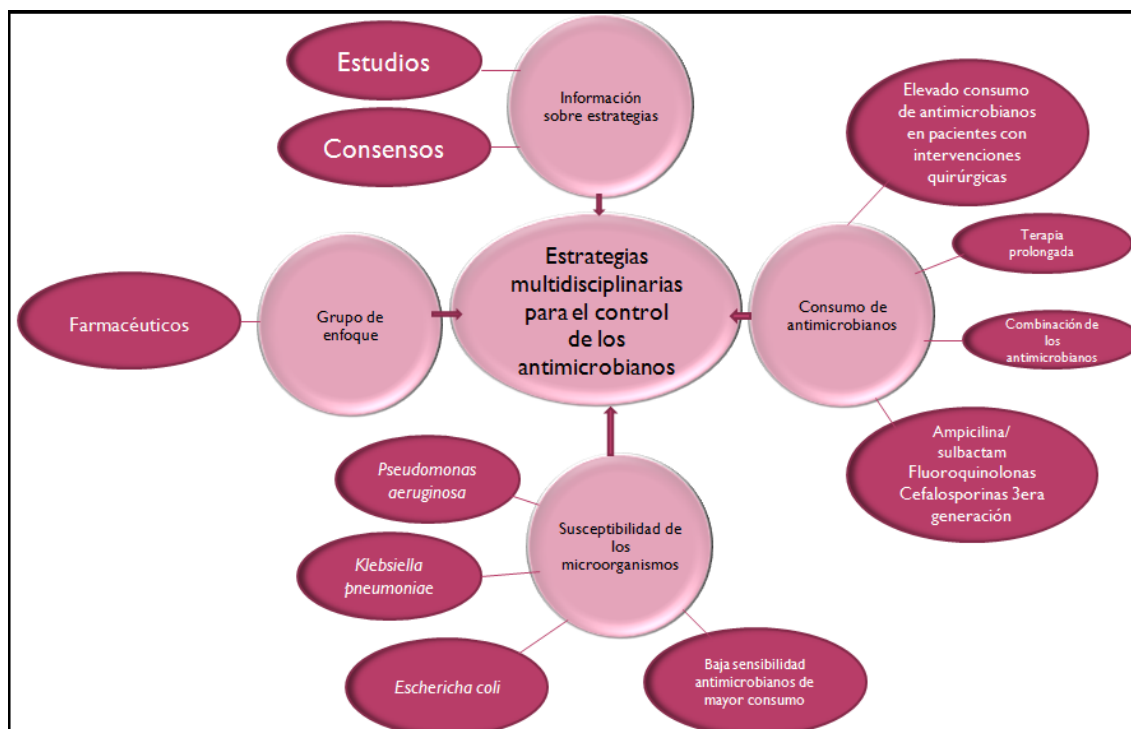 Estudios
Consensos
Información
sobre estrategias
Elevado consumo
de antimicrobianos
en pacientes con
intervenciones
quirúrgicas
Terapia
prolongada
Consumo de
antimicrobianos
Combinación de
los
antimicrobianos
Ampicilina/
sulbactam
Fluoroquinolonas
Cefalosporinas 3era
generación
Estrategias
multidisciplinarias
para el control
de los
antimicrobianos
Grupo de
enfoque
Farmacéuticos
Pseudomonas
aeruginosa
Klebsiella
pneumoniae
Eschericha coli
Susceptibilidad de
los
microorganismos
Baja sensibilidad
antimicrobianos de
mayor consumo